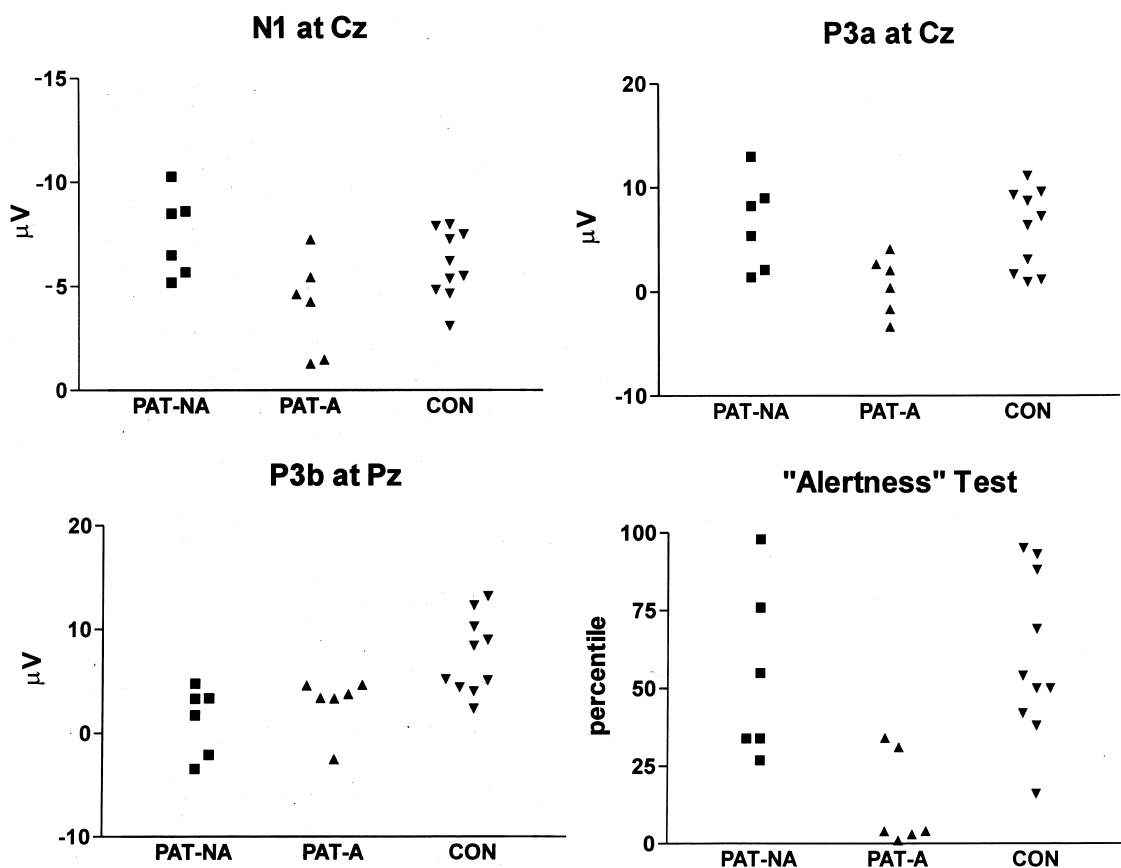 N1 at Cz
-15
-10
-5
0
µV
PAT-NA PAT-A CON
P3a at Cz
20
10
0
-10
µV
PAT-NA PAT-A CON
P3b at Pz
20
10
0
-10
µV
PAT-NA PAT-A CON
"Alertness" Test
100
75
50
25
0
percentile
PAT-NA PAT-A CON